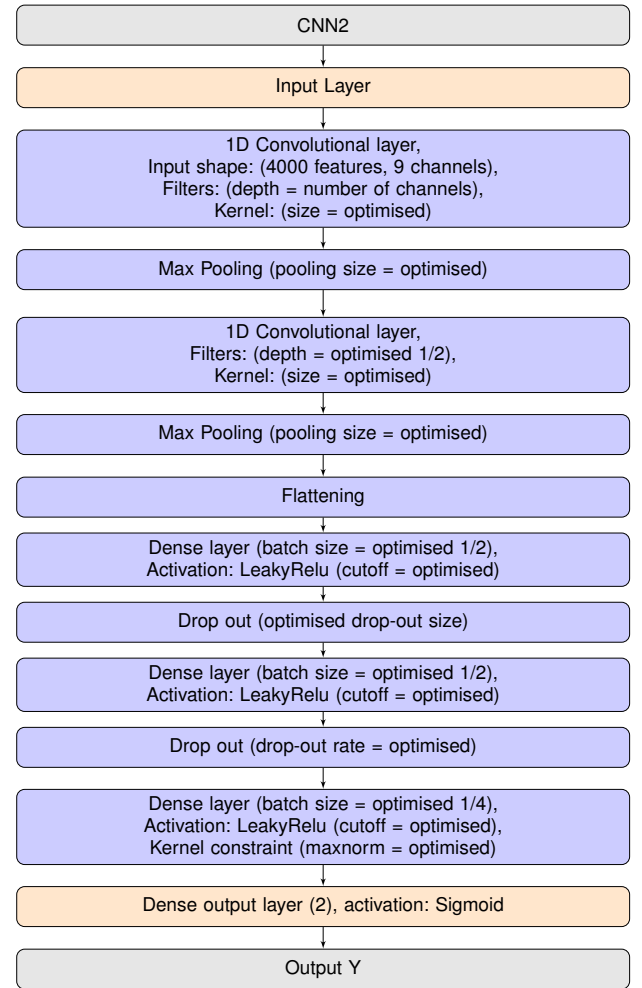 CNN2
Input Layer
1D Convolutional layer,
Input shape: (4000 features, 9 channels),
Filters: (depth = number of channels),
Kernel: (size = optimised)
Max Pooling (pooling size = optimised)
1D Convolutional layer,
Filters: (depth = optimised 1/2),
Kernel: (size = optimised)
Max Pooling (pooling size = optimised)
Flattening
Dense layer (batch size = optimised 1/2),
Activation: LeakyRelu (cutoff = optimised)
Drop out (optimised drop-out size)
Dense layer (batch size = optimised 1/2),
Activation: LeakyRelu (cutoff = optimised)
Drop out (drop-out rate = optimised)
Dense layer (batch size = optimised 1/4),
Activation: LeakyRelu (cutoff = optimised),
Kernel constraint (maxnorm = optimised)
Dense output layer (2), activation: Sigmoid
Output Y